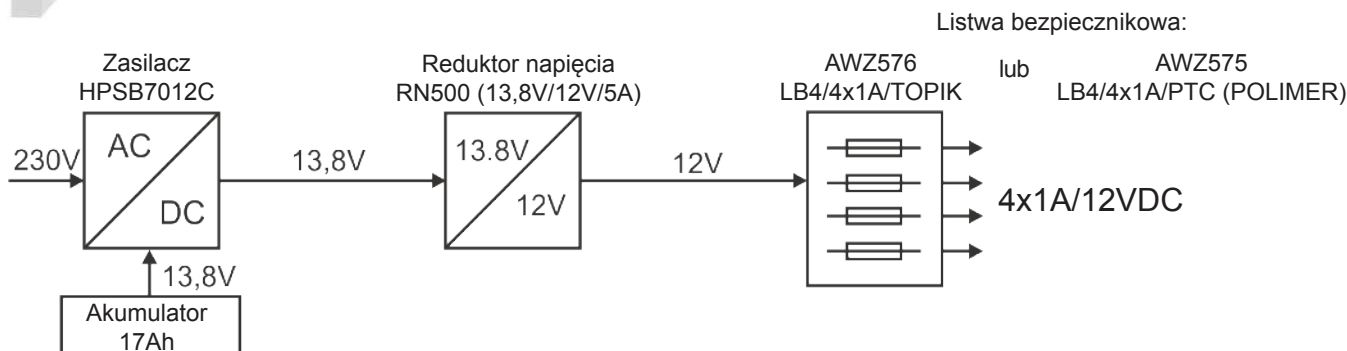 Listwa bezpiecznikowa:
Zasilacz
HPSB7012C
Reduktor napięcia
RN500 (13,8V/12V/5A)
AWZ576
LB4/4x1A/TOPIK
lub
AWZ575
LB4/4x1A/PTC (POLIMER)
230V
AC
DC
13,8V
13.8V
12V
12V
4x1A/12VDC
13,8V
Akumulator
17Ah